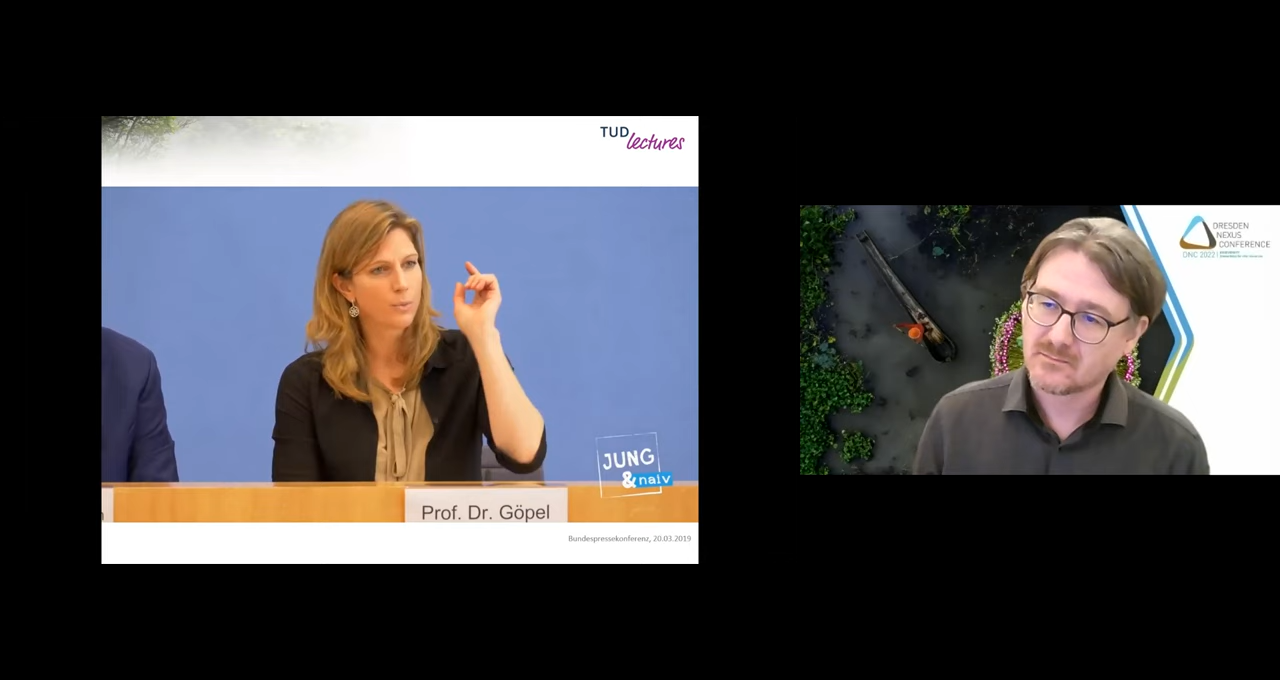 TUD
lectures
JUNG
& naiv
Prof. Dr. Göpel
Bundespressekonferenz, 20.03.2019
DRESDEN
NEXUS
CONFERENCE
DNC 2022